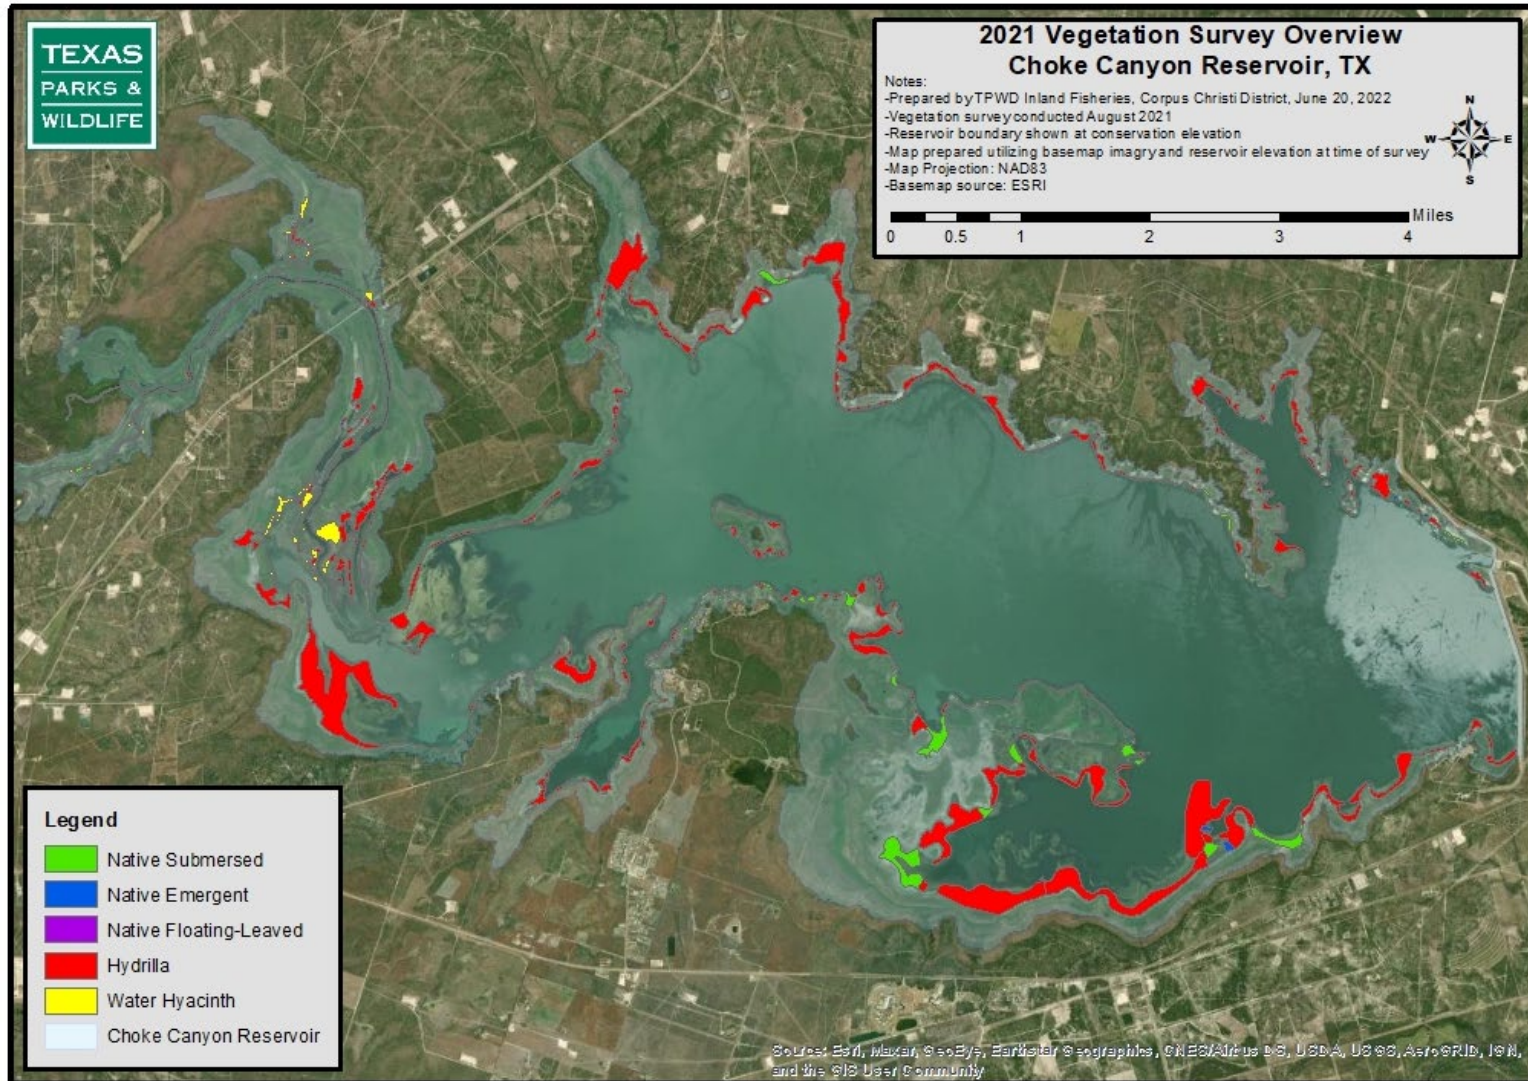 TEXAS
PARKS &
WILDLIFE
2021 Vegetation Survey Overview
Choke Canyon Reservoir, TX
Notes:
-Prepared by TPWD Inland Fisheries, Corpus Christi District, June 20, 2022
-Vegetation survey conducted August 2021
-Reservoir boundary shown at conservation elevation
-Map prepared utilizing basemap imagry and reservoir elevation at time of survey
-Map Projection: NAD83
-Basemap source: ESRI
N
W E
S
Miles
0 0.5 1 2 3 4
Legend
Native Submersed
Native Emergent
Native Floating-Leaved
Hydrilla
Water Hyacinth
Choke Canyon Reservoir
Source: Esri, Maxar, GeoEye, Earthstar Geographics, CNES/Airbus DS, USDA, USGS, AeroGRID, IGN,
and the GIS User Community